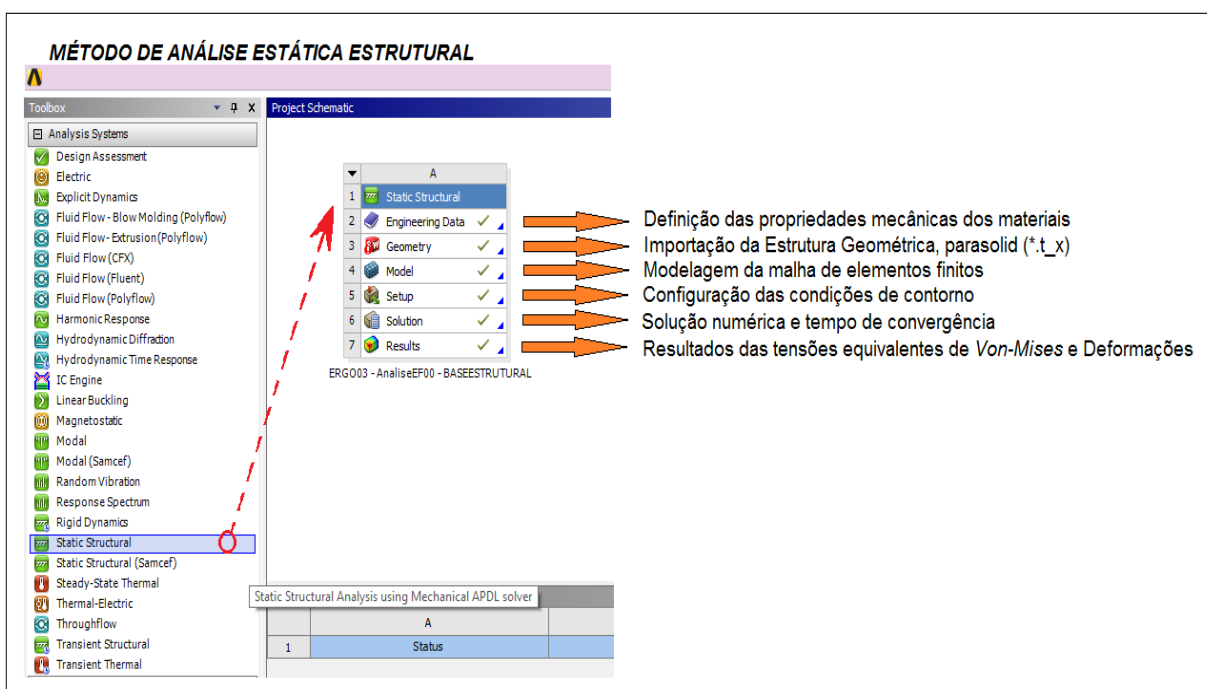 MÉTODO DE ANÁLISE ESTÁTICA ESTRUTURAL
Toolbox
Project Schematic
Analysis Systems
Design Assessment
Electric
Explicit Dynamics
Fluid Flow - Blow Molding (Polyflow)
Fluid Flow - Extrusion (Polyflow)
Fluid Flow (CFX)
Fluid Flow (Fluent)
Fluid Flow (Polyflow)
Harmonic Response
Hydrodynamic Diffraction
Hydrodynamic Time Response
IC Engine
Linear Buckling
Magnetostatic
Modal
Modal (Samcef)
Random Vibration
Response Spectrum
Rigid Dynamics
Static Structural
Static Structural (Samcef)
Steady-State Thermal
Thermal-Electric
Throughflow
Transient Structural
Transient Thermal
A
1 Static Structural
2 Engineering Data
3 Geometry
4 Model
5 Setup
6 Solution
7 Results
ERGO03 - AnaliseEF00 - BASEESTRUTURAL
Definição das propriedades mecânicas dos materiais
Importação da Estrutura Geométrica, parasolid (*.t_x)
Modelagem da malha de elementos finitos
Configuração das condições de contorno
Solução numérica e tempo de convergência
Resultados das tensões equivalentes de Von-Mises e Deformações
Static Structural Analysis using Mechanical APDL solver
A
1 Status